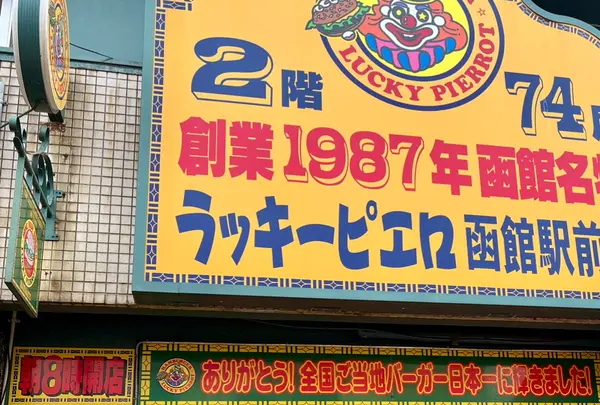 LUCKY PIERROT
2階 74
創業1987年 函館名
ラッキーピエロ 函館駅前
朝8時開店
ありがとう!全国ご当地バーガー日本一に輝きました!